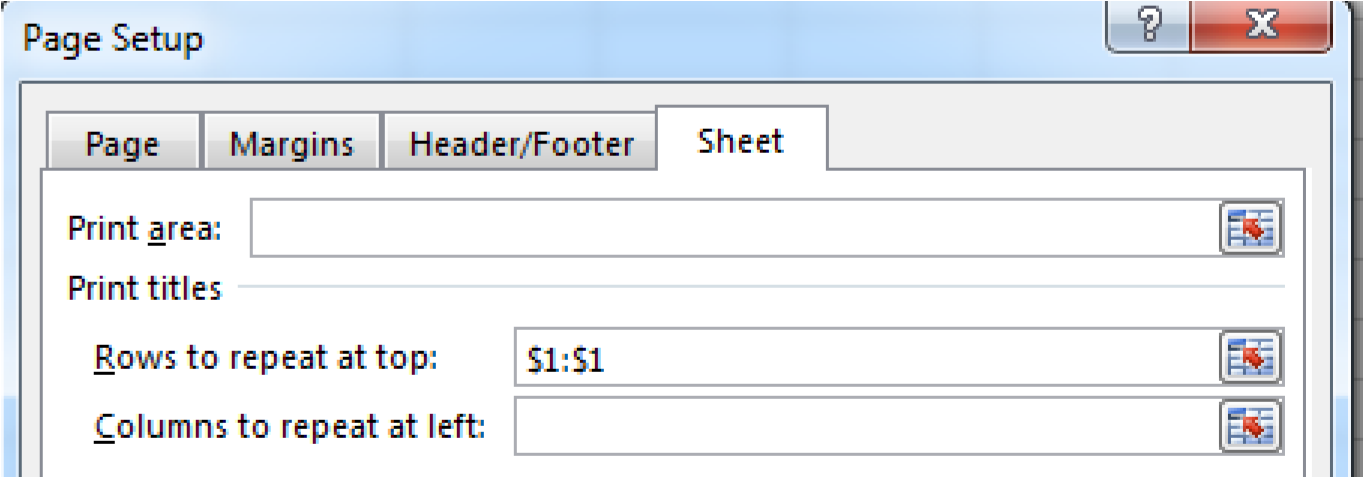 Page Setup
?
X
Page Margins Header/Footer Sheet
Print area:
Print titles
Rows to repeat at top: $1:$1
Columns to repeat at left: